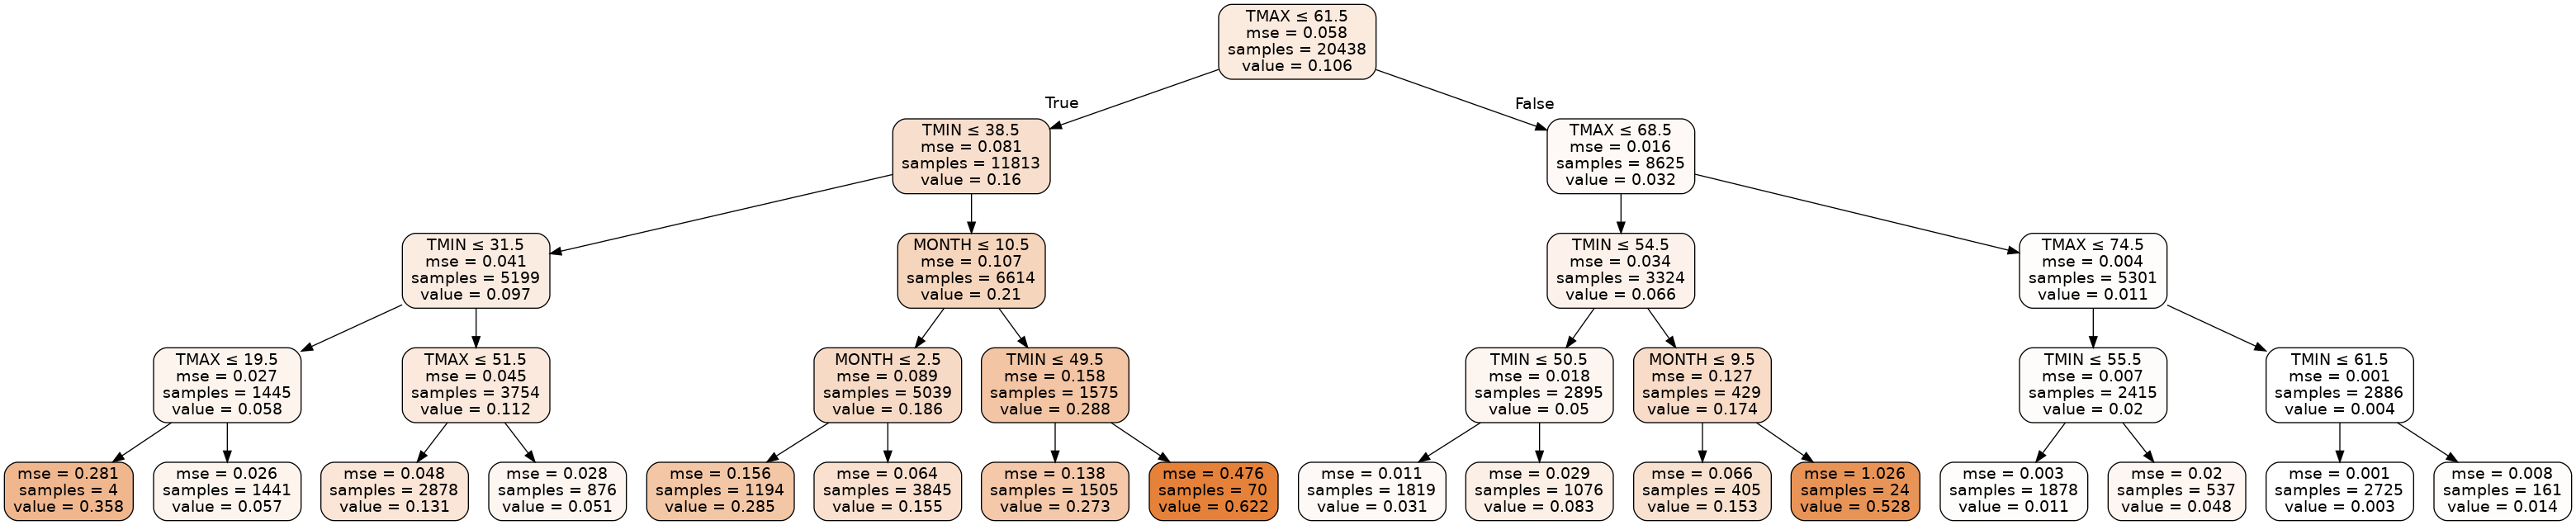 TMAX ≤ 61.5
mse = 0.058
samples = 20438
value = 0.106
True
False
TMIN ≤ 38.5
mse = 0.081
samples = 11813
value = 0.16
TMAX ≤ 68.5
mse = 0.016
samples = 8625
value = 0.032
TMIN ≤ 31.5
mse = 0.041
samples = 5199
value = 0.097
MONTH ≤ 10.5
mse = 0.107
samples = 6614
value = 0.21
TMIN ≤ 54.5
mse = 0.034
samples = 3324
value = 0.066
TMAX ≤ 74.5
mse = 0.004
samples = 5301
value = 0.011
TMAX ≤ 19.5
mse = 0.027
samples = 1445
value = 0.058
TMAX ≤ 51.5
mse = 0.045
samples = 3754
value = 0.112
MONTH ≤ 2.5
mse = 0.089
samples = 5039
value = 0.186
TMIN ≤ 49.5
mse = 0.158
samples = 1575
value = 0.288
TMIN ≤ 50.5
mse = 0.018
samples = 2895
value = 0.05
MONTH ≤ 9.5
mse = 0.127
samples = 429
value = 0.174
TMIN ≤ 55.5
mse = 0.007
samples = 2415
value = 0.02
TMIN ≤ 61.5
mse = 0.001
samples = 2886
value = 0.004
mse = 0.281
samples = 4
value = 0.358
mse = 0.026
samples = 1441
value = 0.057
mse = 0.048
samples = 2878
value = 0.131
mse = 0.028
samples = 876
value = 0.051
mse = 0.156
samples = 1194
value = 0.285
mse = 0.064
samples = 3845
value = 0.155
mse = 0.138
samples = 1505
value = 0.273
mse = 0.476
samples = 70
value = 0.622
mse = 0.011
samples = 1819
value = 0.031
mse = 0.029
samples = 1076
value = 0.083
mse = 0.066
samples = 405
value = 0.153
mse = 1.026
samples = 24
value = 0.528
mse = 0.003
samples = 1878
value = 0.011
mse = 0.02
samples = 537
value = 0.048
mse = 0.001
samples = 2725
value = 0.003
mse = 0.008
samples = 161
value = 0.014